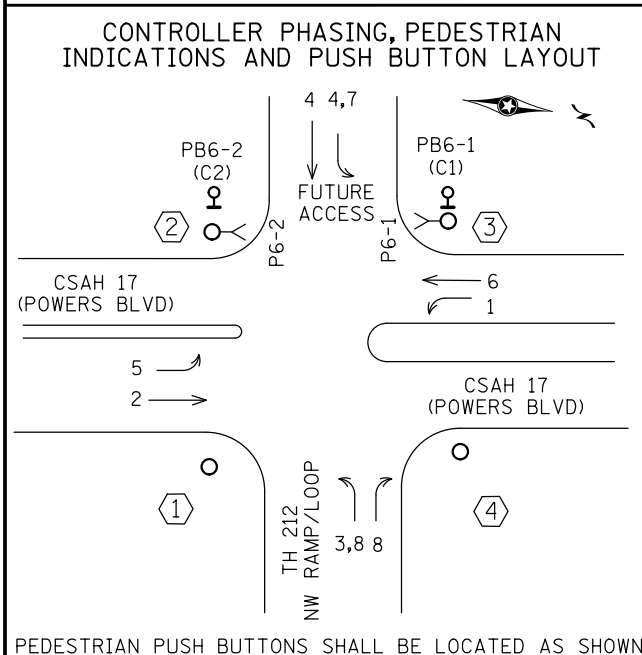 CONTROLLER PHASING, PEDESTRIAN
INDICATIONS AND PUSH BUTTON LAYOUT
4 4,7
PB6-2
(C2)
PB6-1
(C1)
FUTURE
ACCESS
2
3
P6-2
P6-1
CSAH 17
(POWERS BLVD)
6
1
5
2
CSAH 17
(POWERS BLVD)
1
4
TH 212
NW RAMP/LOOP
3,8 8
PEDESTRIAN PUSH BUTTONS SHALL BE LOCATED AS SHOWN